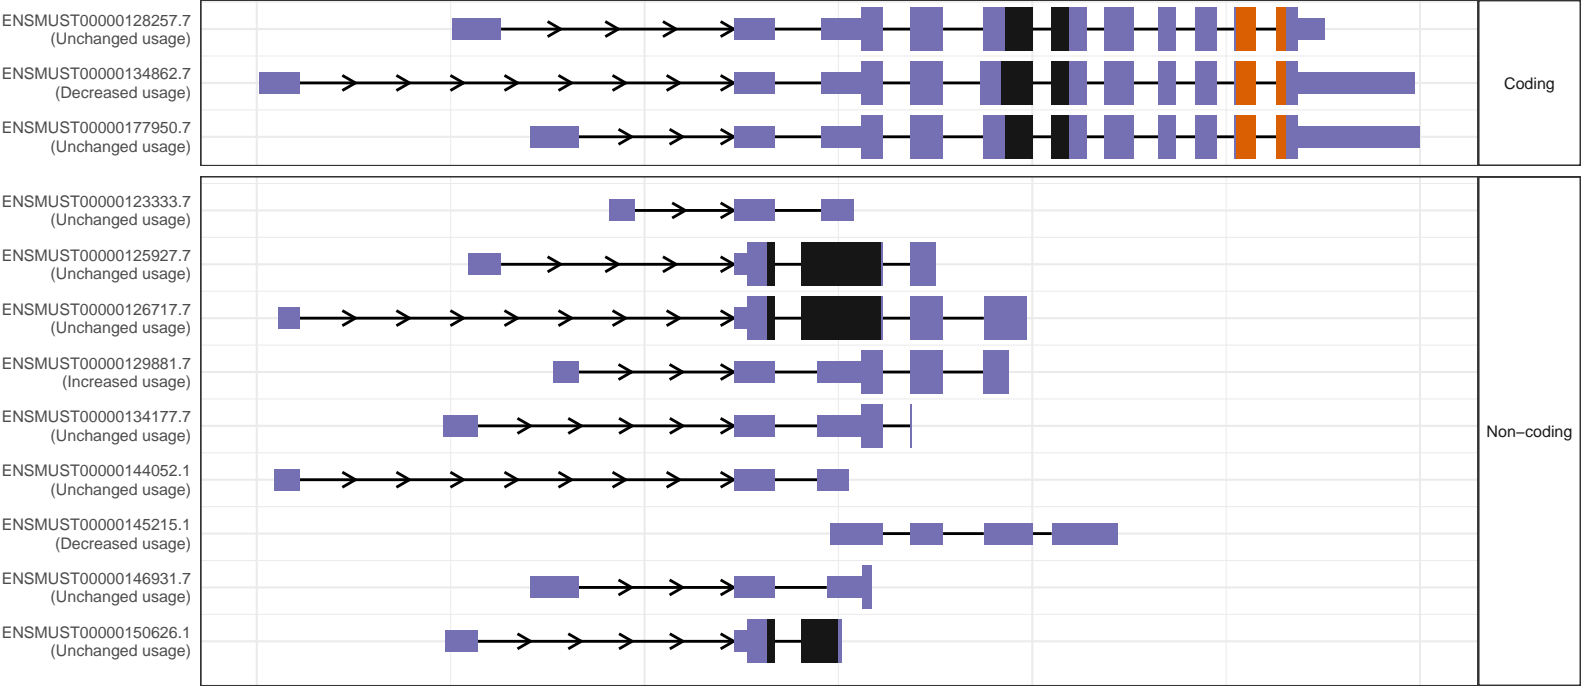 ENSMUST00000128257.7
(Unchanged usage)
ENSMUST00000134862.7
(Decreased usage)
ENSMUST00000177950.7
(Unchanged usage)
Coding
ENSMUST00000123333.7
(Unchanged usage)
ENSMUST00000125927.7
(Unchanged usage)
ENSMUST00000126717.7
(Unchanged usage)
ENSMUST00000129881.7
(Increased usage)
ENSMUST00000134177.7
(Unchanged usage)
ENSMUST00000144052.1
(Unchanged usage)
ENSMUST00000145215.1
(Decreased usage)
ENSMUST00000146931.7
(Unchanged usage)
ENSMUST00000150626.1
(Unchanged usage)
Non−coding